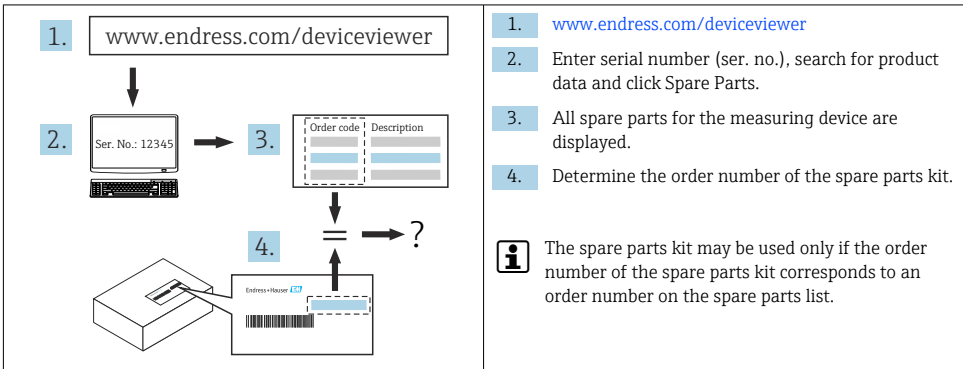 1.
www.endress.com/deviceviewer
2.
Ser. No.: 12345
3.
Order code
Description
4.
?
Endress+Hauser EH
1.
www.endress.com/deviceviewer
2.
Enter serial number (ser. no.), search for product
data and click Spare Parts.
3.
All spare parts for the measuring device are
displayed.
4.
Determine the order number of the spare parts kit.
i
The spare parts kit may be used only if the order
number of the spare parts kit corresponds to an
order number on the spare parts list.